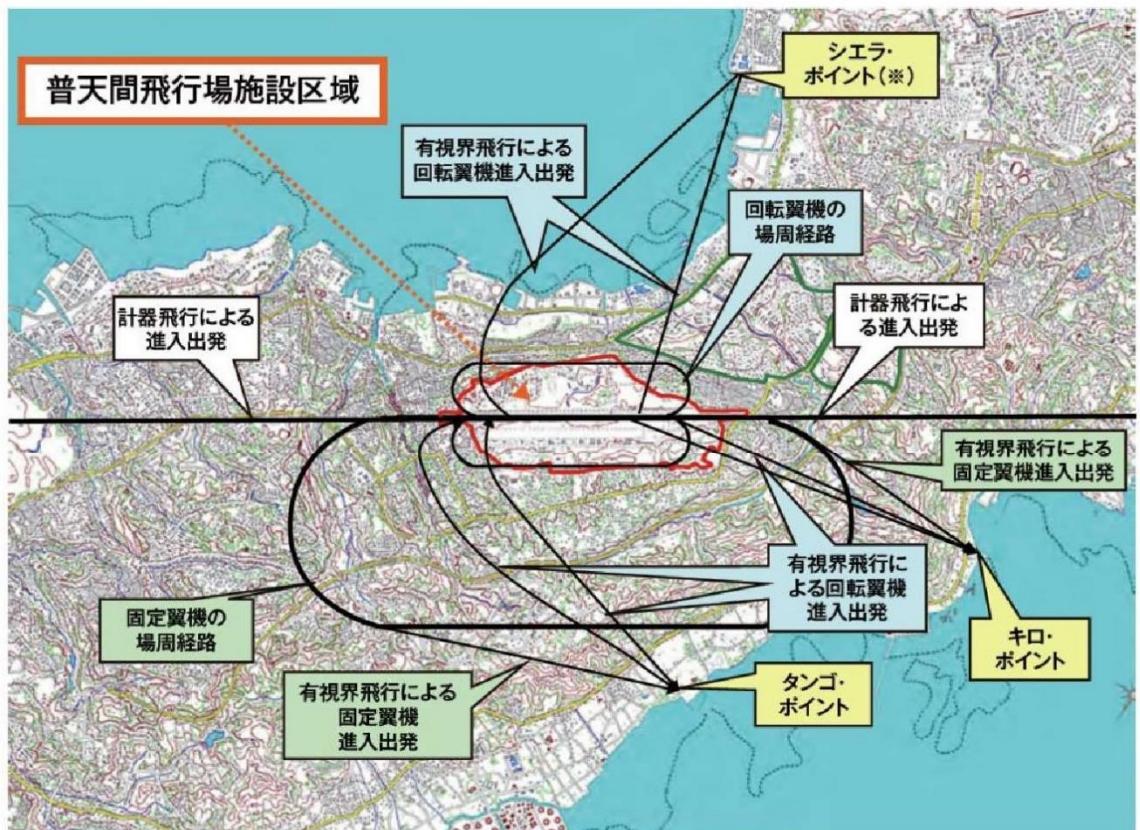 シエラ・
ポイント(※)
普天間飛行場施設区域
有視界飛行による
回転翼機進入出発
回転翼機の
場周経路
計器飛行による
進入出発
計器飛行によ
る進入出発
有視界飛行による
固定翼機進入出発
有視界飛行に
よる回転翼機
進入出発
固定翼機の
場周経路
キロ・
ポイント
有視界飛行による
固定翼機
進入出発
タンゴ・
ポイント